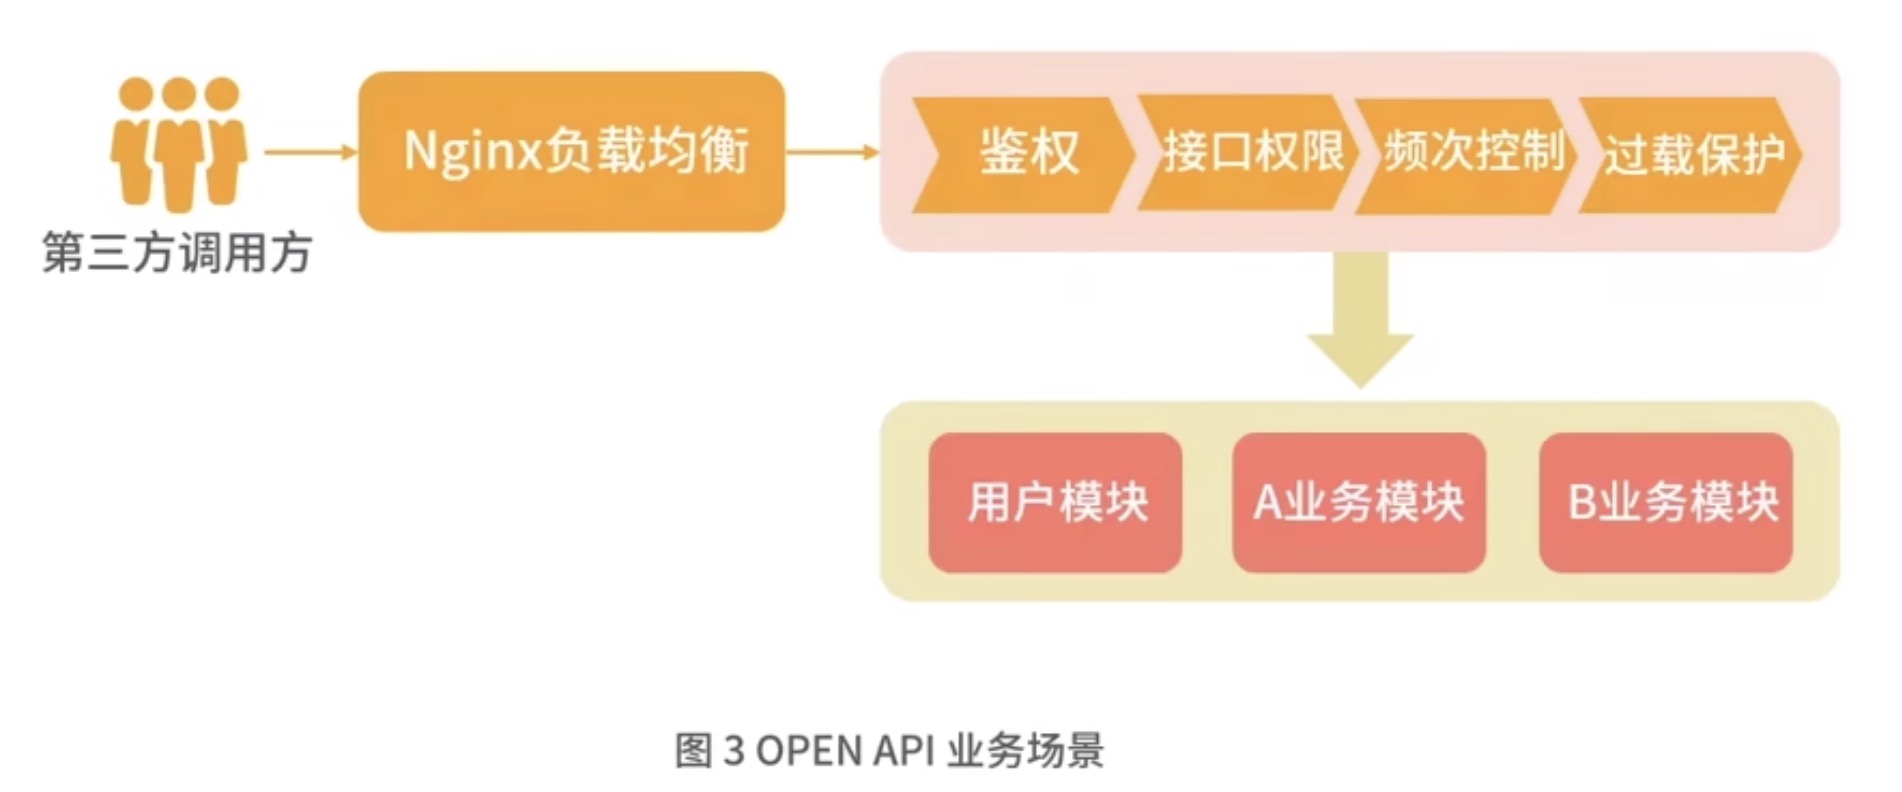 第三方调用方
Nginx负载均衡
鉴权
接口权限
频次控制
过载保护
用户模块
A业务模块
B业务模块
图 3 OPEN API 业务场景